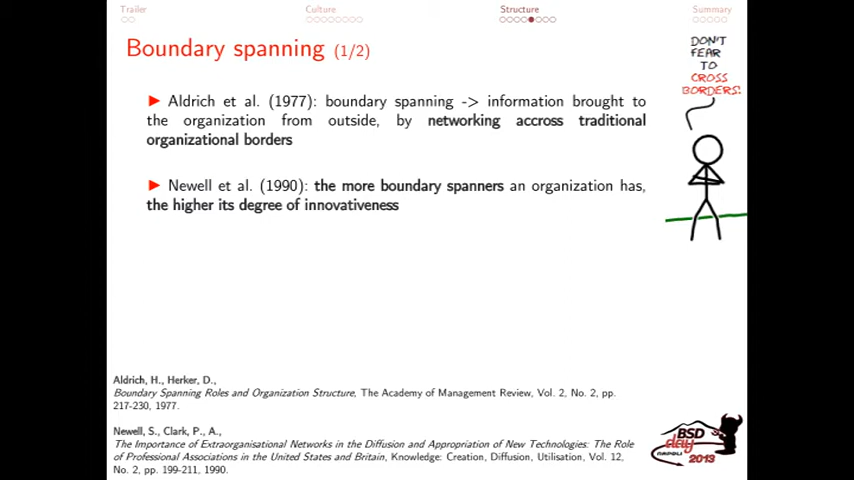 Trailer
Culture
Structure
Summary
Boundary spanning (1/2)
DON'T
FEAR
TO
CROSS
BORDERS!
► Aldrich et al. (1977): boundary spanning -> information brought to
the organization from outside, by networking accross traditional
organizational borders
► Newell et al. (1990): the more boundary spanners an organization has,
the higher its degree of innovativeness
Aldrich, H., Herker, D.,
Boundary Spanning Roles and Organization Structure, The Academy of Management Review, Vol. 2, No. 2, pp.
217-230, 1977.
Newell, S., Clark, P., A.,
The Importance of Extraorganisational Networks in the Diffusion and Appropriation of New Technologies: The Role
of Professional Associations in the United States and Britain, Knowledge: Creation, Diffusion, Utilisation, Vol. 12,
No. 2, pp. 199-211, 1990.
BSD
day
NAPOLI
2013